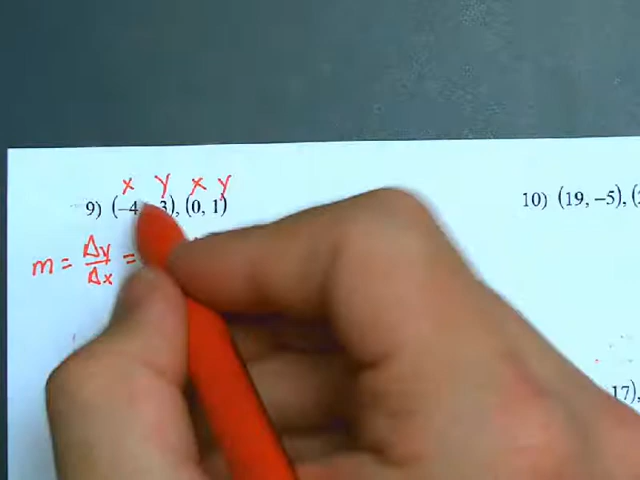 x y x y
9) (−4, 3), (0, 1) 10) (19, −5), (
m = Δy/Δx =
17),